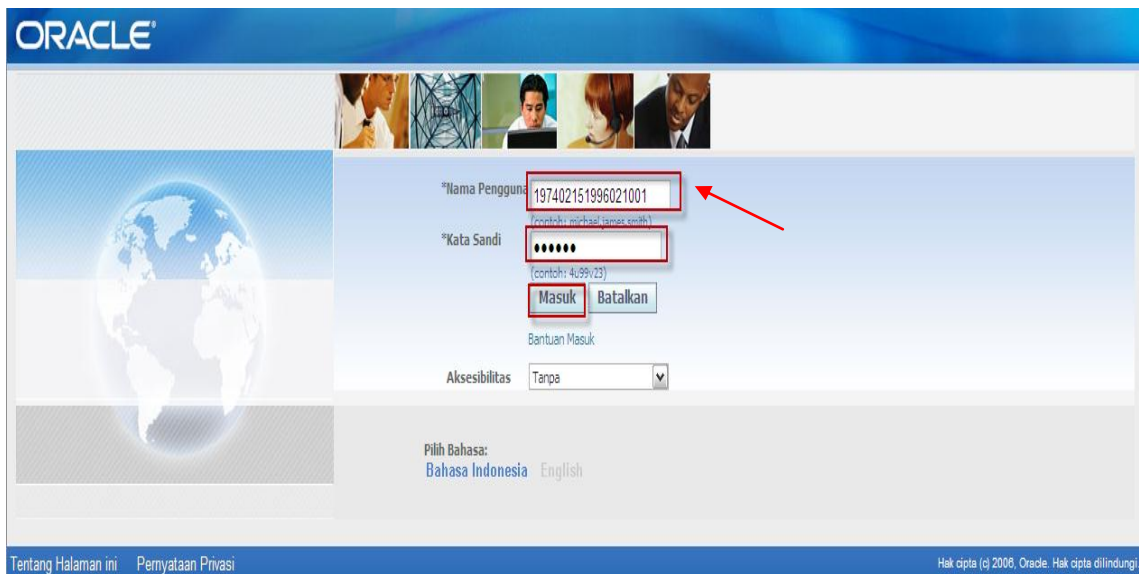 ORACLE
*Nama Pengguna
197402151996021001
(contoh: michael.james.smith)
*Kata Sandi
••••••
(contoh: 4u99v23)
Masuk Batalkan
Bantuan Masuk
Aksesibilitas Tanpa
Pilih Bahasa:
Bahasa Indonesia English
Tentang Halaman ini Pernyataan Privasi
Hak cipta (c) 2006, Oracle. Hak cipta dilindungi.